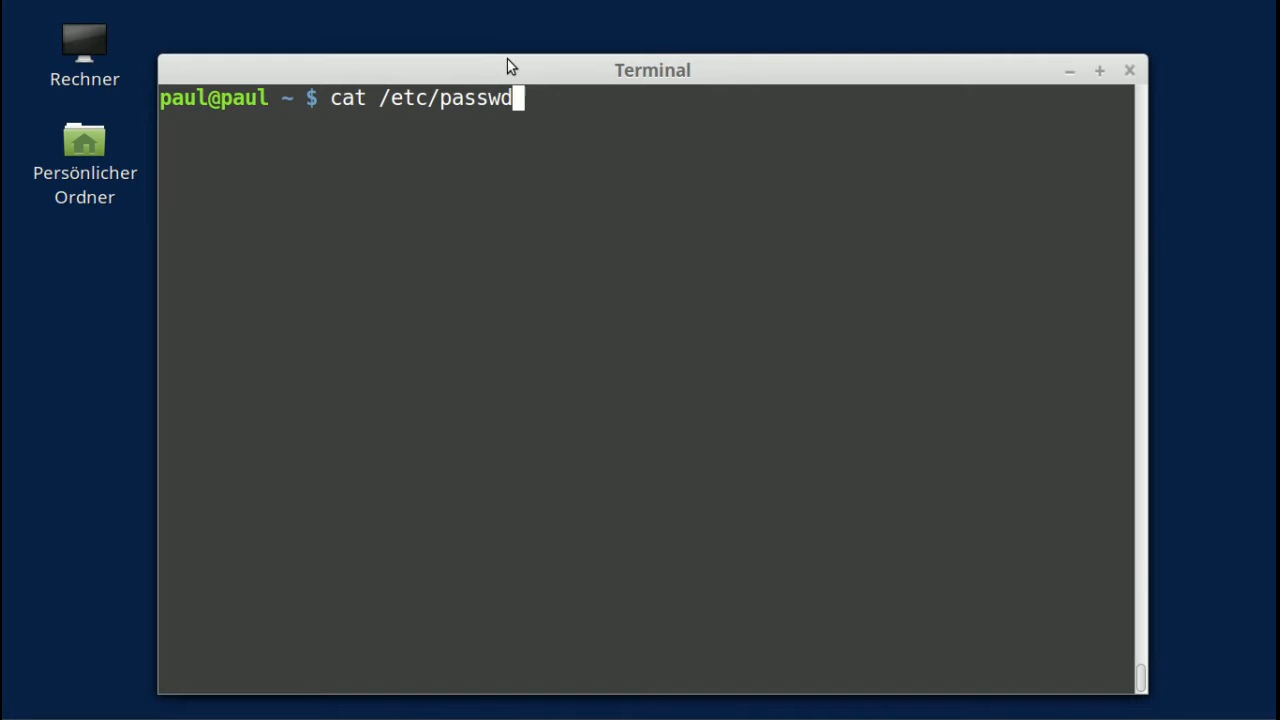 Rechner
Persönlicher
Ordner
Terminal
paul@paul ~ $ cat /etc/passwd